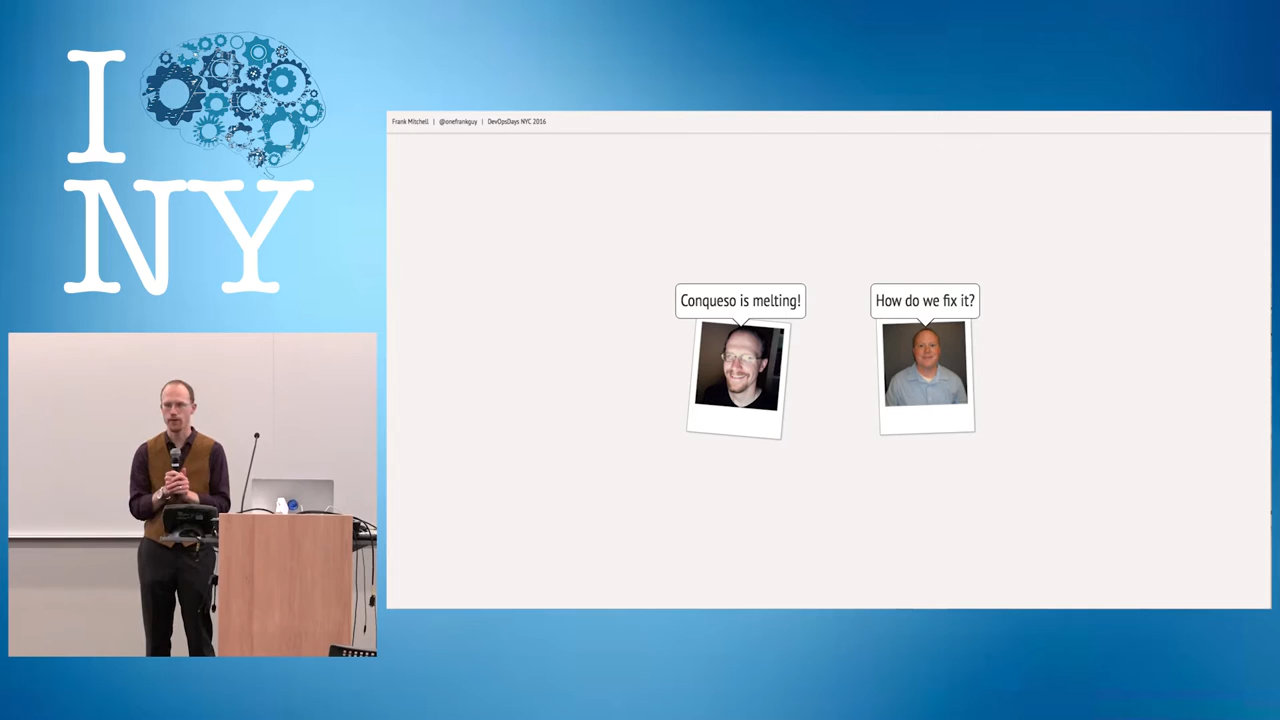 I
NY
Frank Mitchell | @onefrankguy | DevOpsDays NYC 2016
Conqueso is melting!
How do we fix it?